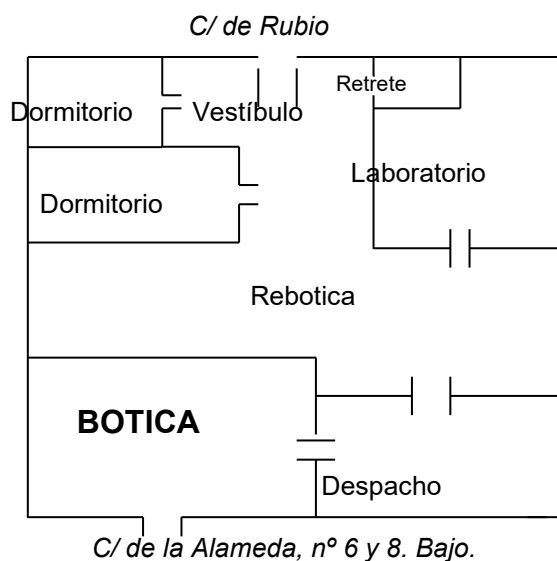 C/ de Rubio
Retrete
Dormitorio
Vestíbulo
Laboratorio
Dormitorio
Rebotica
BOTICA
Despacho
C/ de la Alameda, nº 6 y 8. Bajo.